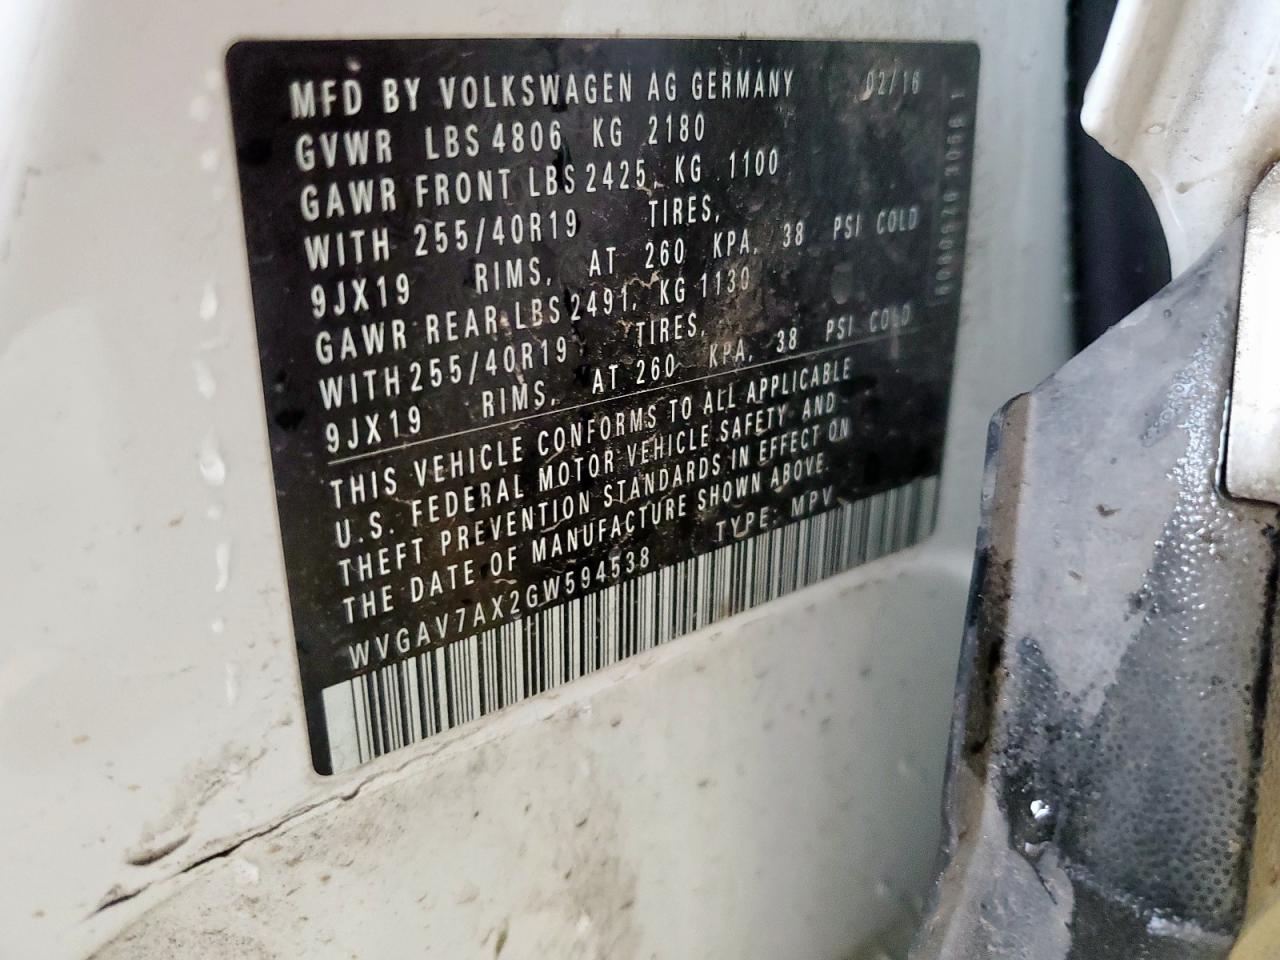 MFD BY VOLKSWAGEN AG GERMANY 02/16
GVWR LBS 4806 KG 2180
GAWR FRONT LBS 2425, KG 1100
WITH 255/40R19 TIRES,
9JX19 RIMS, AT 260 KPA, 38 PSI COLD
GAWR REAR LBS 2491, KG 1130
WITH 255/40R19 TIRES,
9JX19 RIMS, AT 260 KPA, 38 PSI COLD
THIS VEHICLE CONFORMS TO ALL APPLICABLE
U.S. FEDERAL MOTOR VEHICLE SAFETY AND
THEFT PREVENTION STANDARDS IN EFFECT ON
THE DATE OF MANUFACTURE SHOWN ABOVE.
WVGAV7AX2GW594538 TYPE: MPV